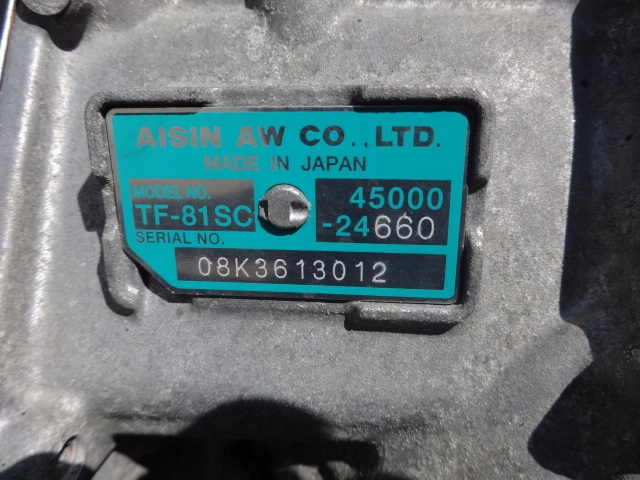 AISIN AW CO.,LTD.
MADE IN JAPAN
MODEL NO.
TF-81SC
45000
-24660
SERIAL NO.
08K3613012